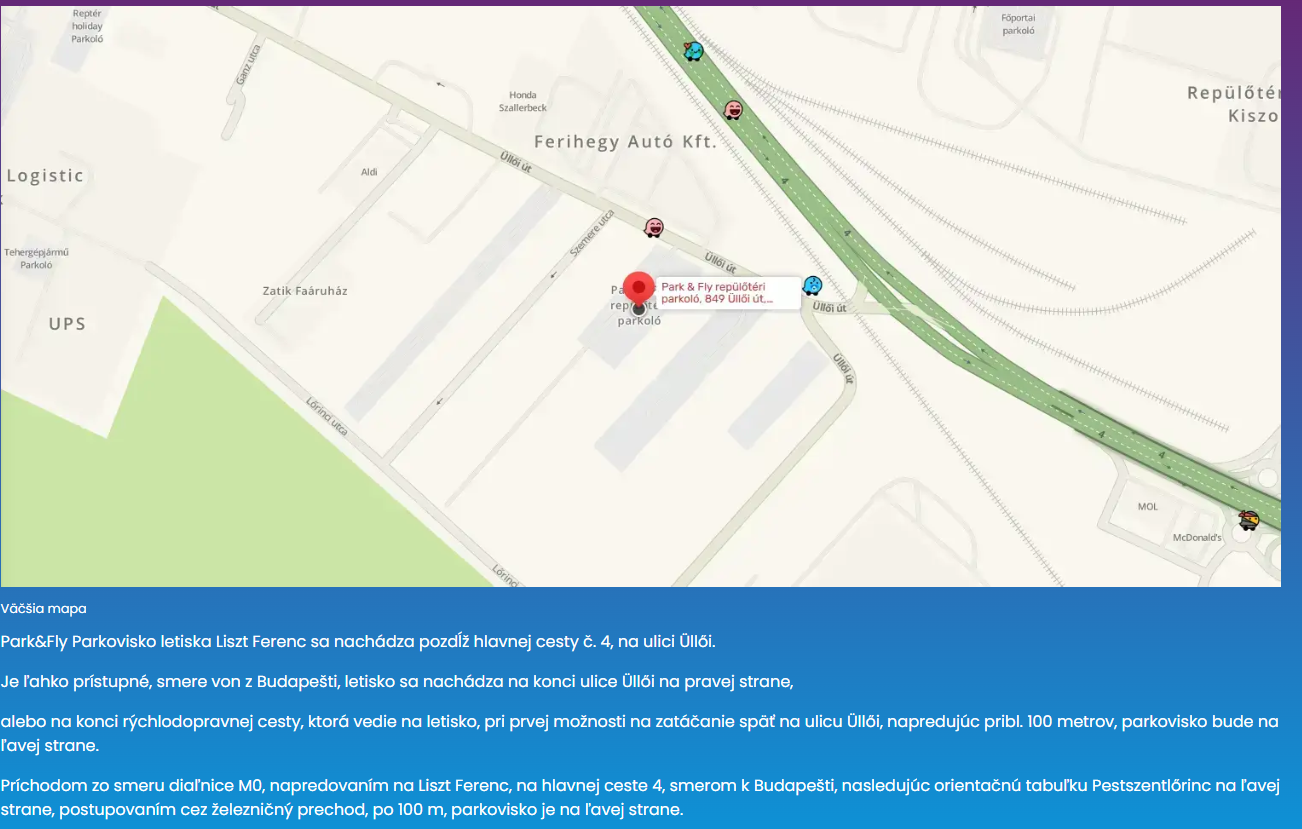 Reptér
holiday
Parkoló
Főportai
parkoló
Ganz utca
Honda
Szallerbeck
Repülőtér
Kiszo
Ferihegy Autó Kft.
4
Üllői út
Aldi
Logistic
Szemere utca
4
Tehergépjármű
Parkoló
Üllői út
Zatik Faáruház
Park & Fly repülőtéri
parkoló, 849 Üllői út,...
parkoló
Üllői út
UPS
Üllői út
Lőrinci utca
4
4
MOL
McDonald's
Lőrinci
Väčšia mapa
Park&Fly Parkovisko letiska Liszt Ferenc sa nachádza pozdĺž hlavnej cesty č. 4, na ulici Üllői.
Je ľahko prístupné, smere von z Budapešti, letisko sa nachádza na konci ulice Üllői na pravej strane,
alebo na konci rýchlodopravnej cesty, ktorá vedie na letisko, pri prvej možnosti na zatáčanie späť na ulicu Üllői, napredujúc pribl. 100 metrov, parkovisko bude na
ľavej strane.
Príchodom zo smeru diaľnice M0, napredovaním na Liszt Ferenc, na hlavnej ceste 4, smerom k Budapešti, nasledujúc orientačnú tabuľku Pestszentlőrinc na ľavej
strane, postupovaním cez železničný prechod, po 100 m, parkovisko je na ľavej strane.